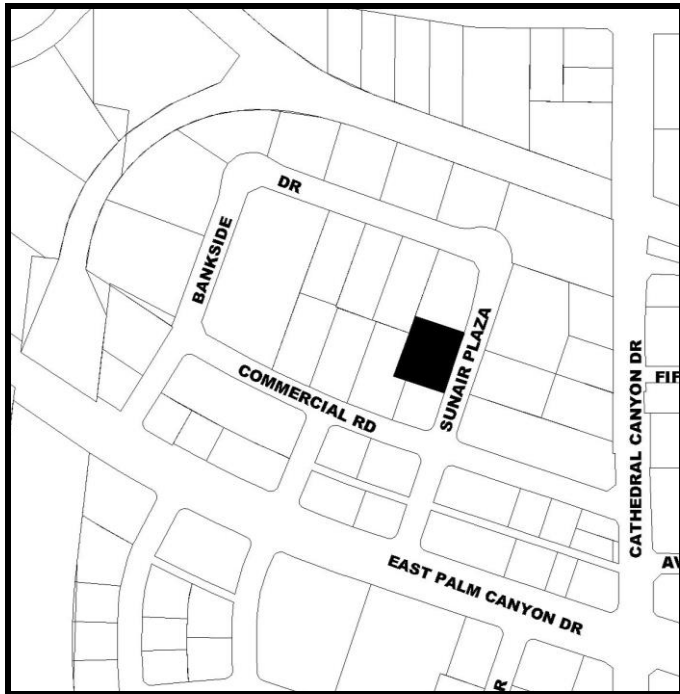 DR
BANKSIDE
SUNAIR PLAZA
COMMERCIAL RD
CATHEDRAL CANYON DR
FIF
EAST PALM CANYON DR
AV
R